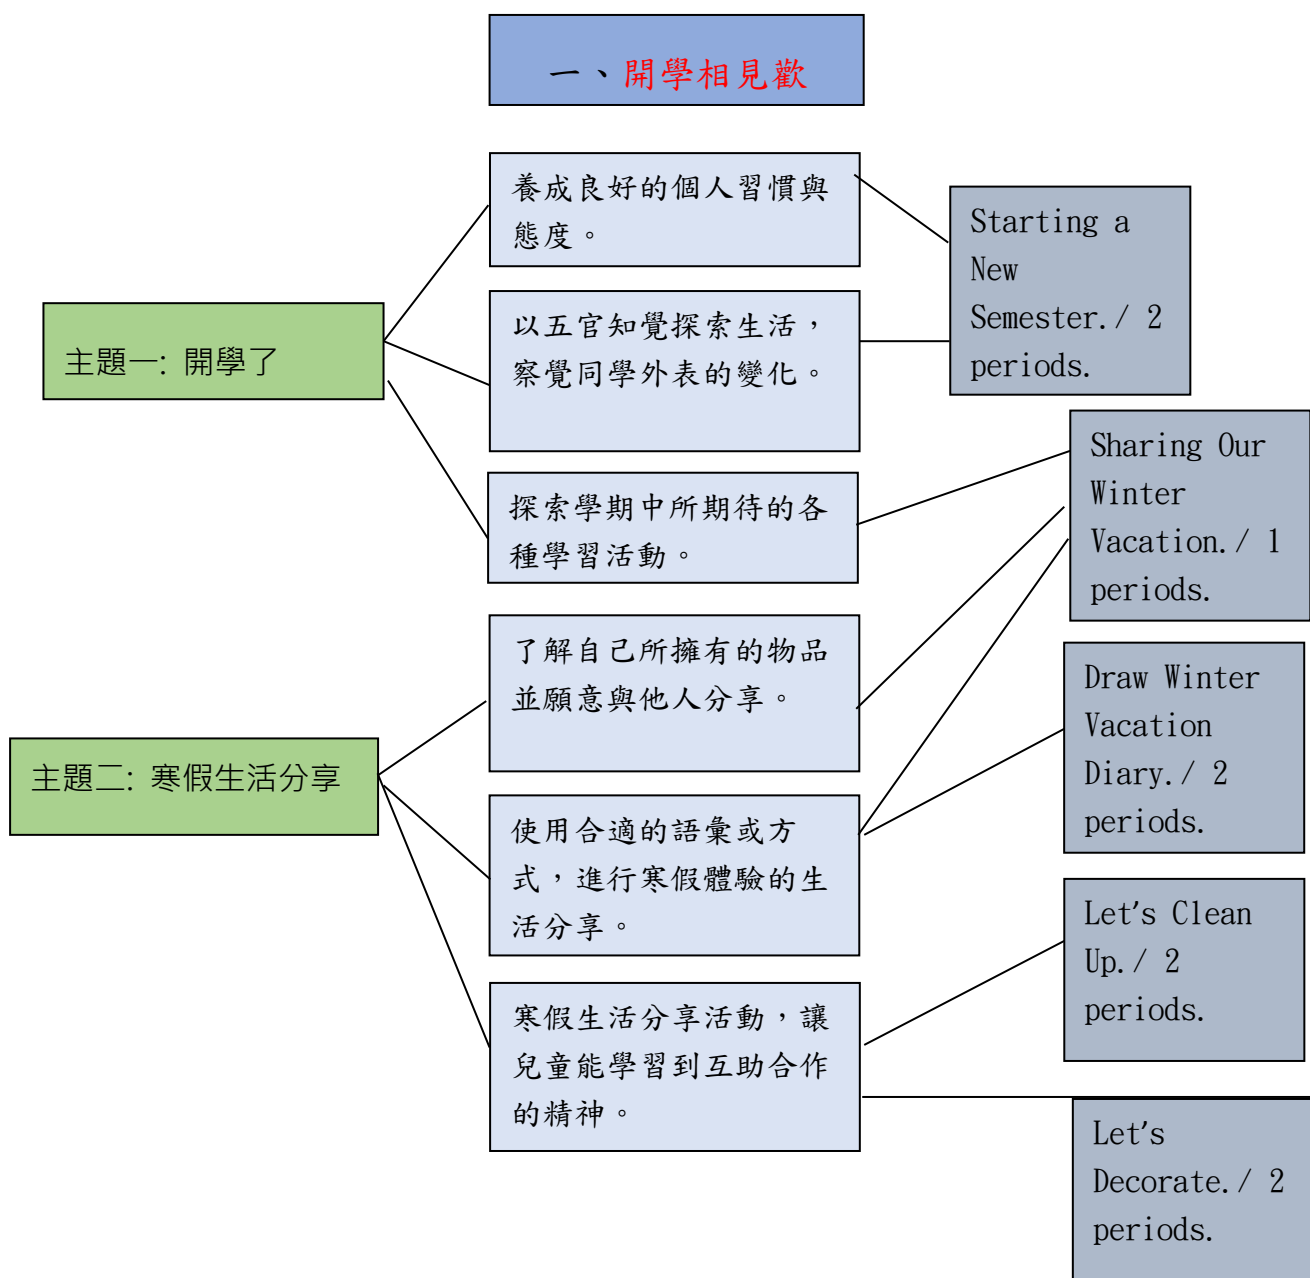 一、開學相見歡
養成良好的個人習慣與
態度。
Starting a
New
Semester./ 2
periods.
以五官知覺探索生活，
察覺同學外表的變化。
主題一: 開學了
Sharing Our
Winter
Vacation./ 1
periods.
探索學期中所期待的各
種學習活動。
了解自己所擁有的物品
並願意與他人分享。
Draw Winter
Vacation
Diary./ 2
periods.
主題二: 寒假生活分享
使用合適的語彙或方
式，進行寒假體驗的生
活分享。
Let's Clean
Up./ 2
periods.
寒假生活分享活動，讓
兒童能學習到互助合作
的精神。
Let's
Decorate./ 2
periods.